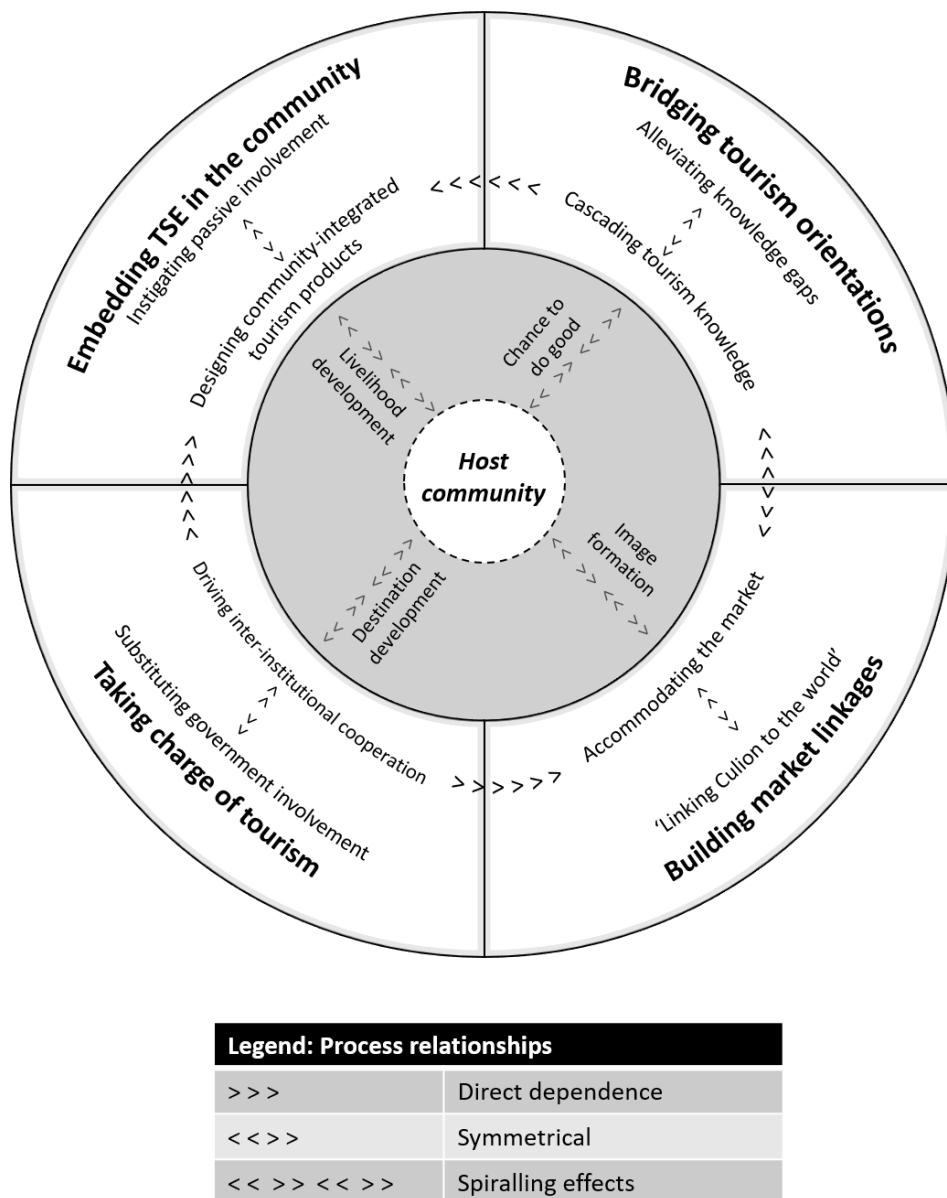 Embedding TSE in the community
Instigating passive involvement
< < < > > >
Designing community-integrated
tourism products
< < < < < <
Bridging tourism orientations
Alleviating knowledge gaps
< < < > > >
Cascading tourism knowledge
Livelihood
development
Chance to
do good
Host
community
Destination
development
Image
formation
Driving inter-institutional cooperation
Substituting government involvement
Taking charge of tourism
> > > > > >
Accommodating the market
'Linking Culion to the world'
Building market linkages
Legend: Process relationships
> > > Direct dependence
< < > > Symmetrical
< < > > < < > > Spiralling effects